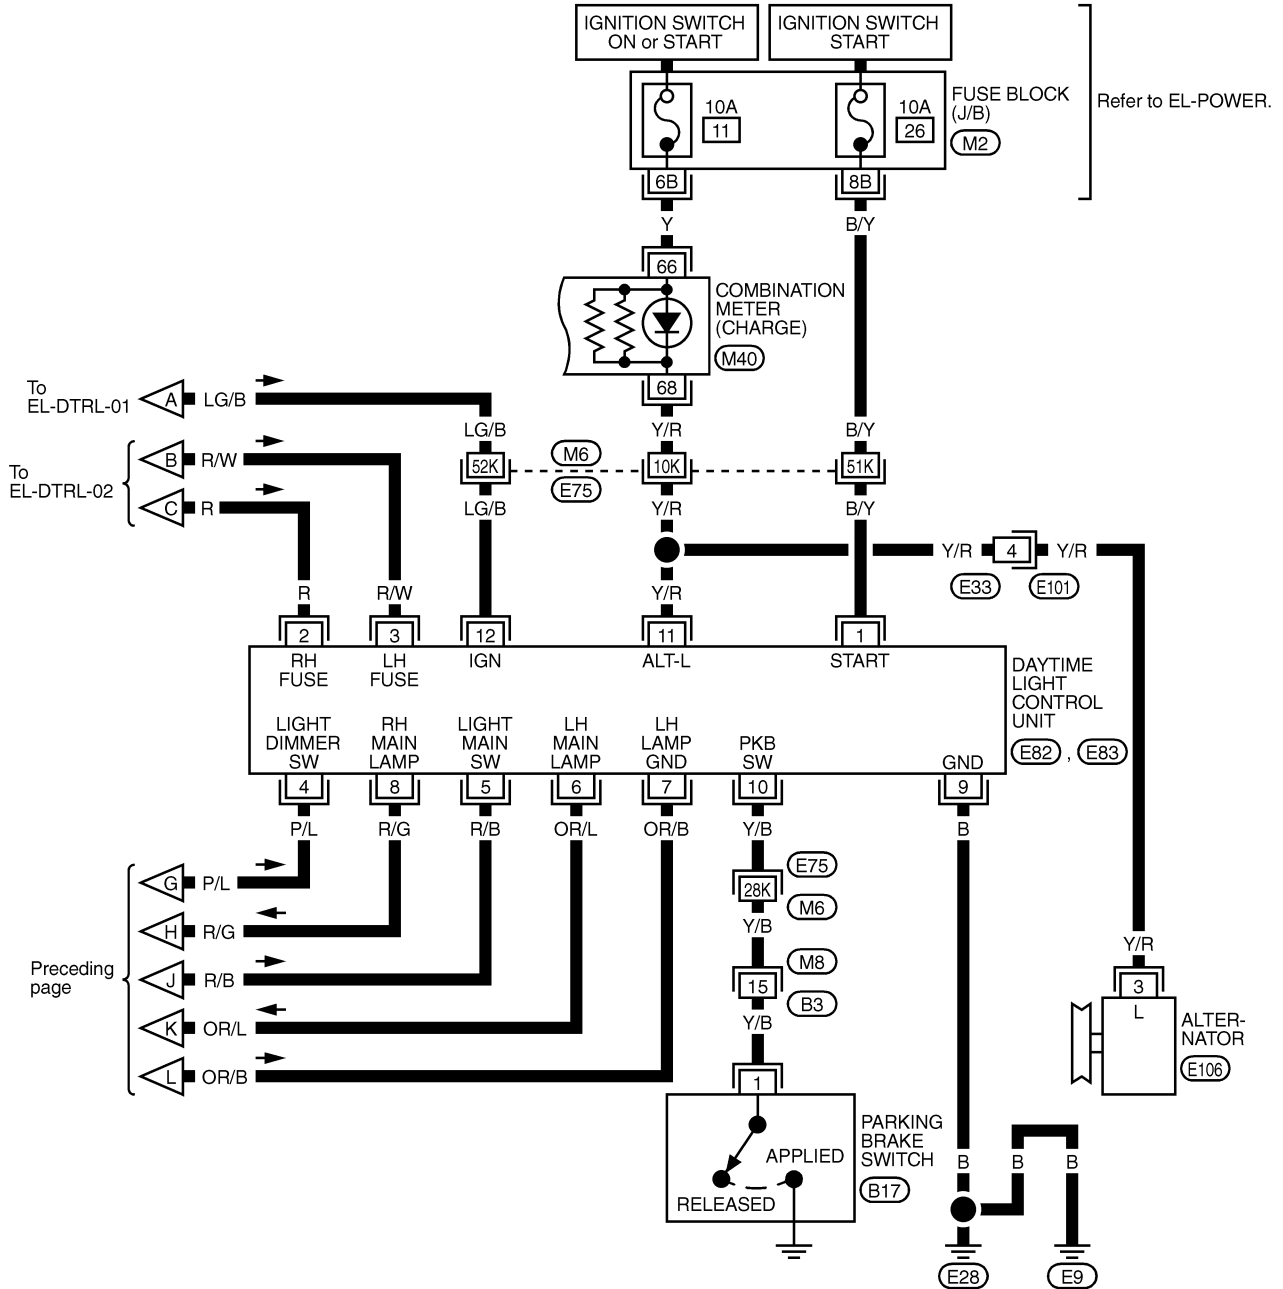 IGNITION SWITCH
ON or START
IGNITION SWITCH
START
10A
11
10A
26
FUSE BLOCK
(J/B)
M2
Refer to EL-POWER.
6B
8B
Y
B/Y
66
COMBINATION
METER
(CHARGE)
M40
68
To
EL-DTRL-01
A
LG/B
LG/B
Y/R
B/Y
To
EL-DTRL-02
B
R/W
C
R
52K
M6
E75
10K
51K
LG/B
Y/R
B/Y
Y/R
4
Y/R
E33
E101
R
R/W
Y/R
2
3
12
11
1
RH
FUSE
LH
FUSE
IGN
ALT-L
START
DAYTIME
LIGHT
CONTROL
UNIT
E82 , E83
LIGHT
DIMMER
SW
RH
MAIN
LAMP
LIGHT
MAIN
SW
LH
MAIN
LAMP
LH
LAMP
GND
PKB
SW
GND
4
8
5
6
7
10
9
P/L
R/G
R/B
OR/L
OR/B
Y/B
B
Preceding
page
G
P/L
H
R/G
J
R/B
K
OR/L
L
OR/B
E75
28K
M6
Y/B
M8
15
B3
Y/B
1
Y/R
3
L
ALTER-
NATOR
E106
APPLIED
RELEASED
PARKING
BRAKE
SWITCH
B17
B
B
B
E28
E9